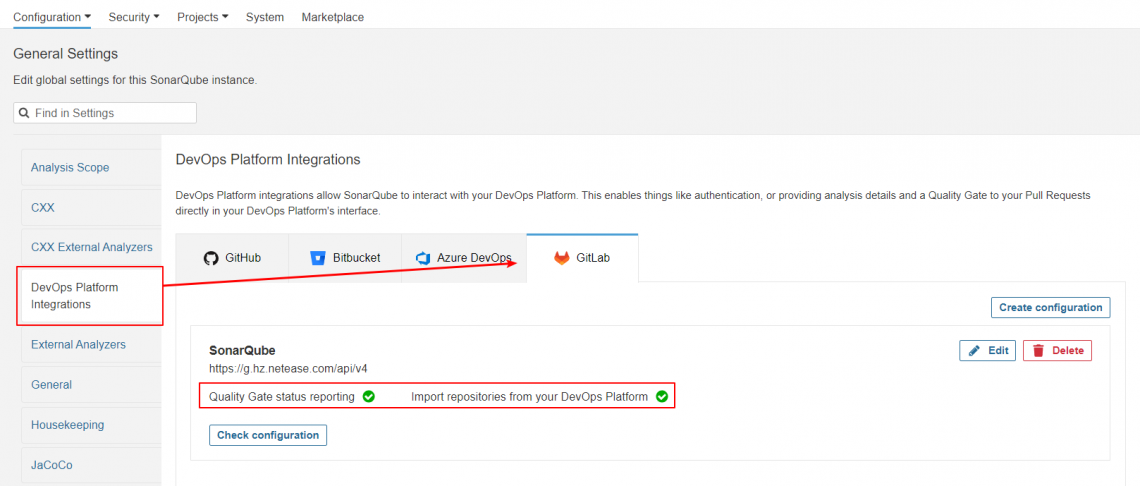 Configuration Security Projects System Marketplace
General Settings
Edit global settings for this SonarQube instance.
Find in Settings
Analysis Scope
CXX
CXX External Analyzers
DevOps Platform
Integrations
External Analyzers
General
Housekeeping
JaCoCo
DevOps Platform Integrations
DevOps Platform integrations allow SonarQube to interact with your DevOps Platform. This enables things like authentication, or providing analysis details and a Quality Gate to your Pull Requests
directly in your DevOps Platform's interface.
GitHub Bitbucket Azure DevOps GitLab
Create configuration
SonarQube Edit Delete
https://g.hz.netease.com/api/v4
Quality Gate status reporting Import repositories from your DevOps Platform
Check configuration